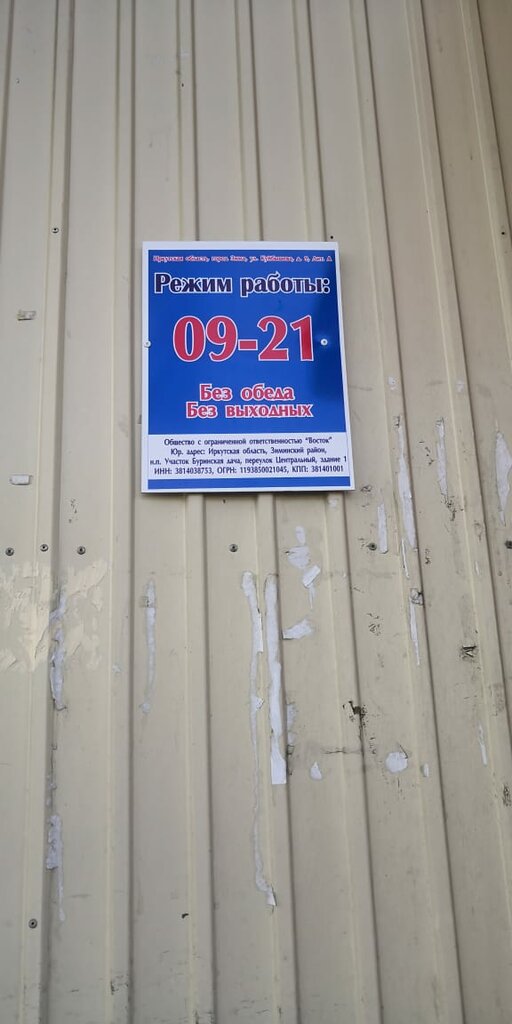 Иркутская область, город Зима, ул. Куйбышева, д. 5, Лит. А
Режим работы:
09-21
Без обеда
Без выходных
Общество с ограниченной ответственностью "Восток"
Юр. адрес: Иркутская область, Зиминский район,
н.п. Участок Буринская дача, переулок Центральный, здание 1
ИНН: 3814038753, ОГРН: 1193850021045, КПП: 381401001